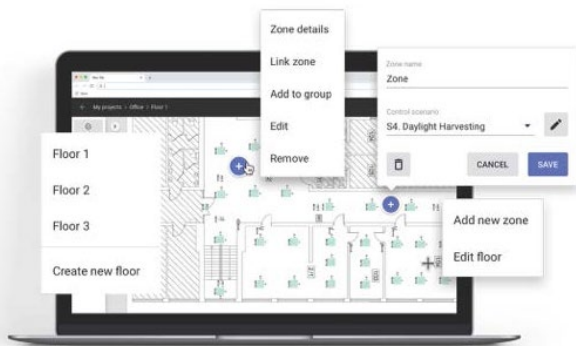 Zone details
Link zone
Add to group
Edit
Remove
Zone name
Zone
Control scenario
S4. Daylight Harvesting
CANCEL
SAVE
My projects > Office > Floor 1
Floor 1
Floor 2
Floor 3
Create new floor
Add new zone
Edit floor